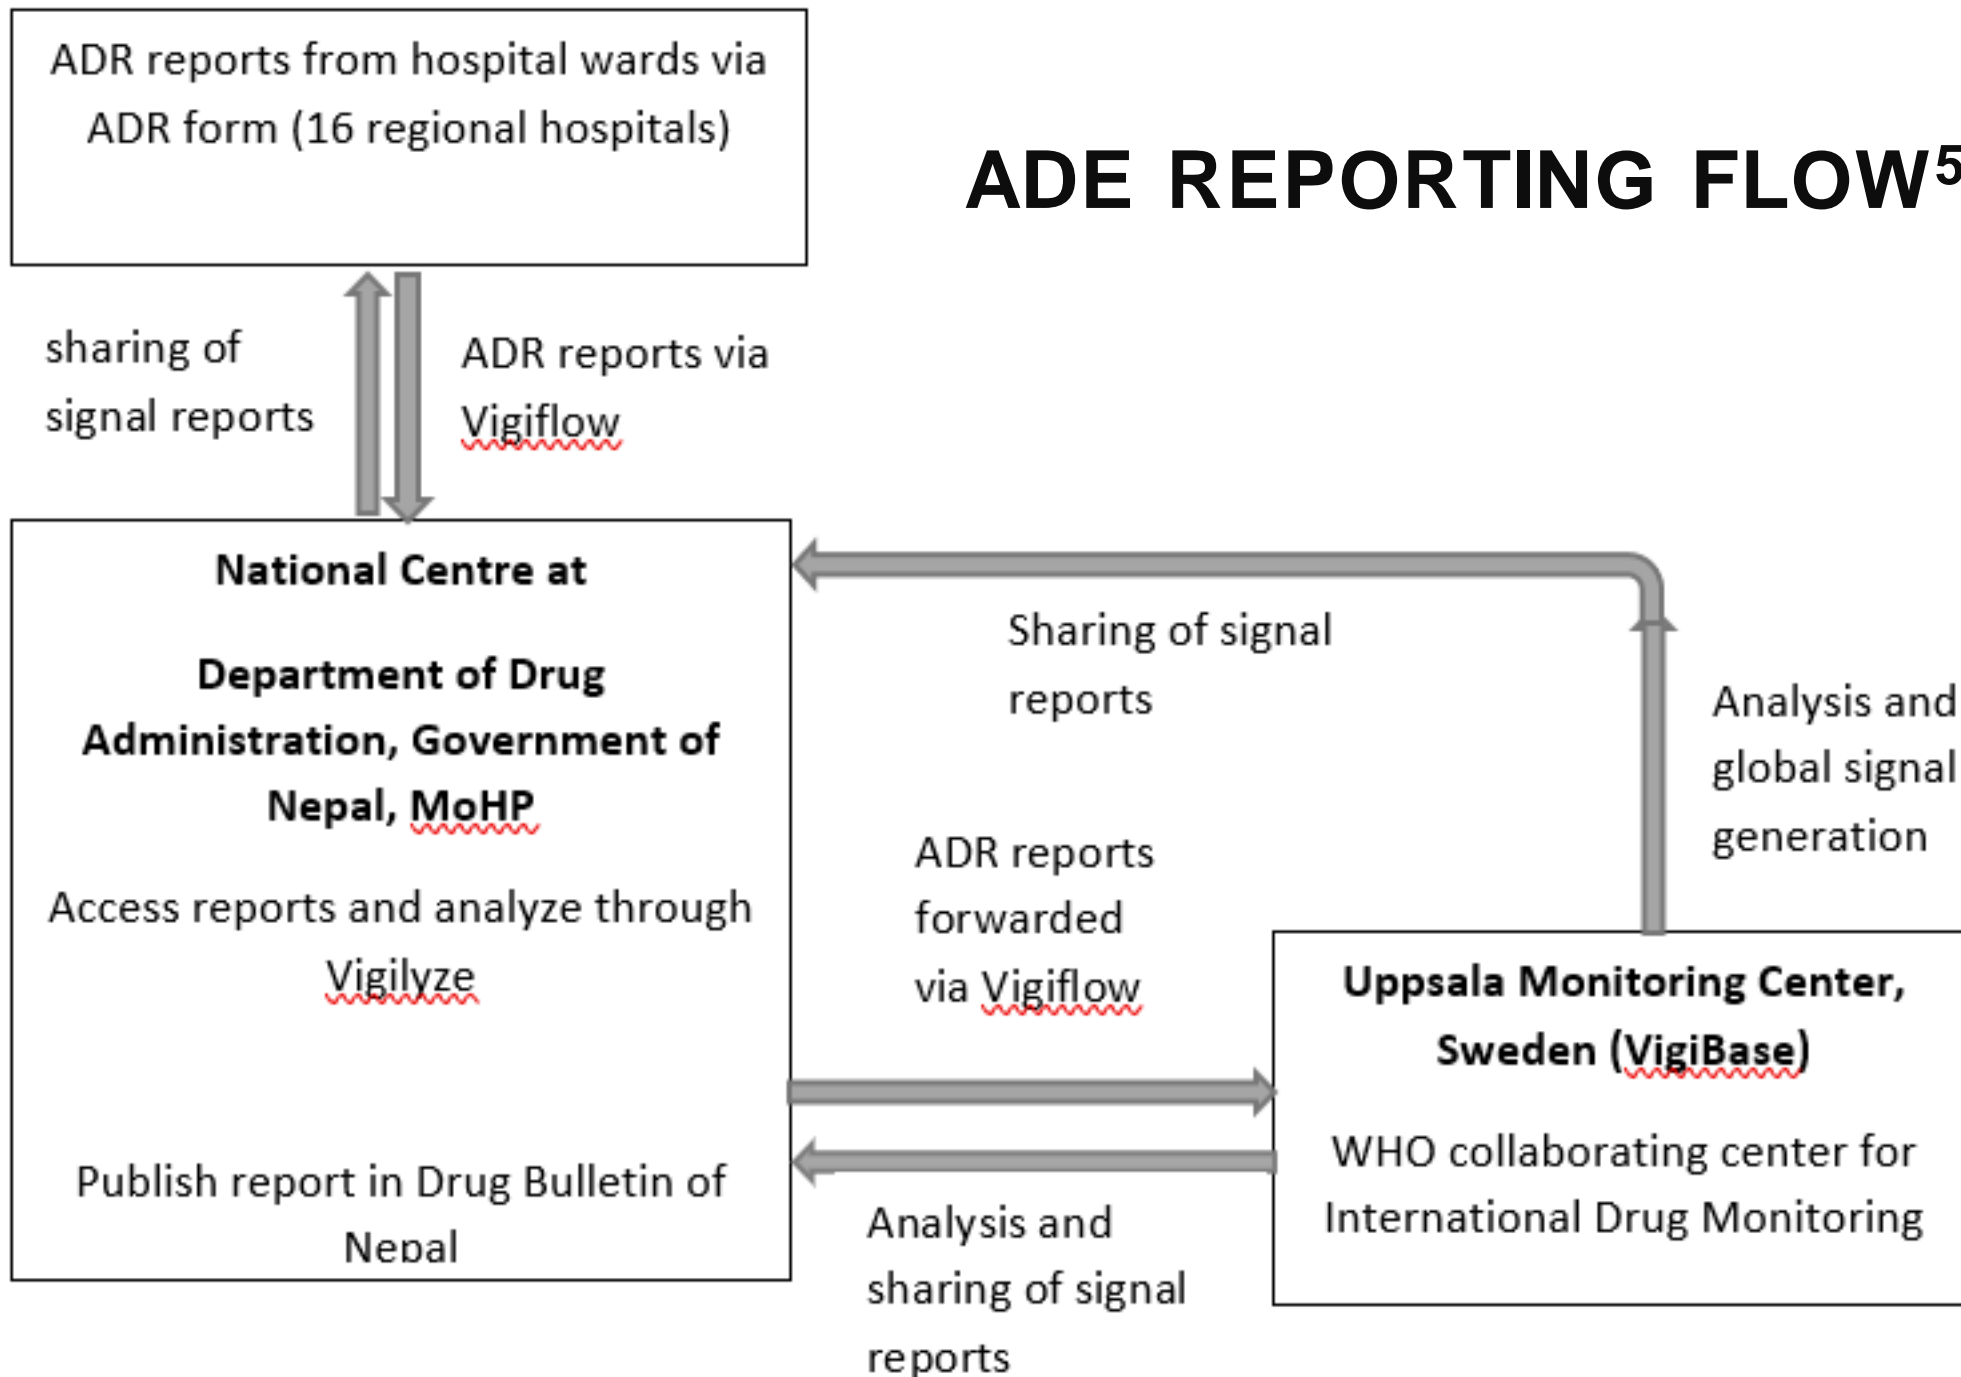 ADR reports from hospital wards via
ADR form (16 regional hospitals)
ADE REPORTING FLOW⁵
sharing of
signal reports
ADR reports via
Vigiflow
National Centre at
Department of Drug
Administration, Government of
Nepal, MoHP
Access reports and analyze through
Vigilyze
Publish report in Drug Bulletin of
Nepal
Sharing of signal
reports
Analysis and
global signal
generation
ADR reports
forwarded
via Vigiflow
Uppsala Monitoring Center,
Sweden (VigiBase)
WHO collaborating center for
International Drug Monitoring
Analysis and
sharing of signal
reports